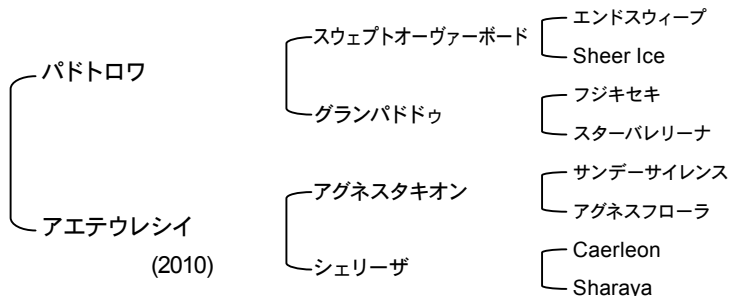 パドトロワ
アエテウレシイ
(2010)
スウェプトオーヴァーボード
グランパドドゥ
アグネスタキオン
シェリーザ
エンドスウィープ
Sheer Ice
フジキセキ
スターバレリーナ
サンデーサイレンス
アグネスフローラ
Caerleon
Sharaya